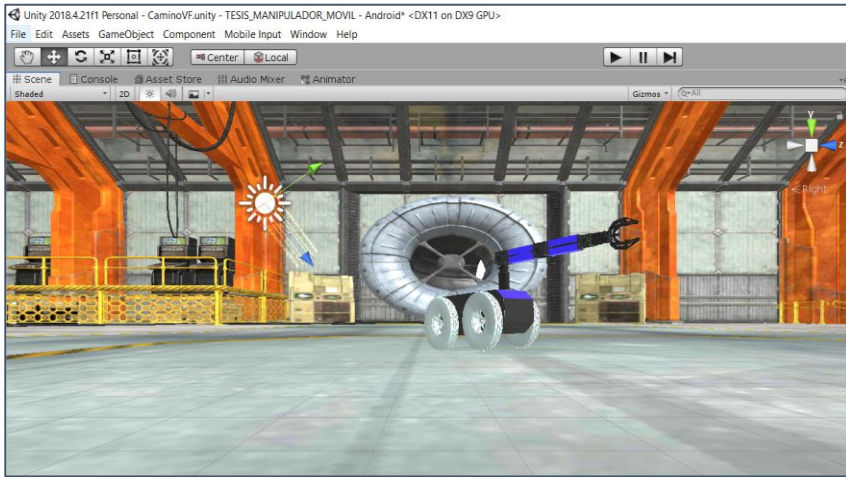 Unity 2018.4.21f1 Personal - CaminoVF.unity - TESIS_MANIPULADOR_MOVIL - Android* <DX11 on DX9 GPU>
File Edit Assets GameObject Component Mobile Input Window Help
Center Local
Scene Console Asset Store Audio Mixer Animator
Shaded 2D Gizmos All
y
z
Right